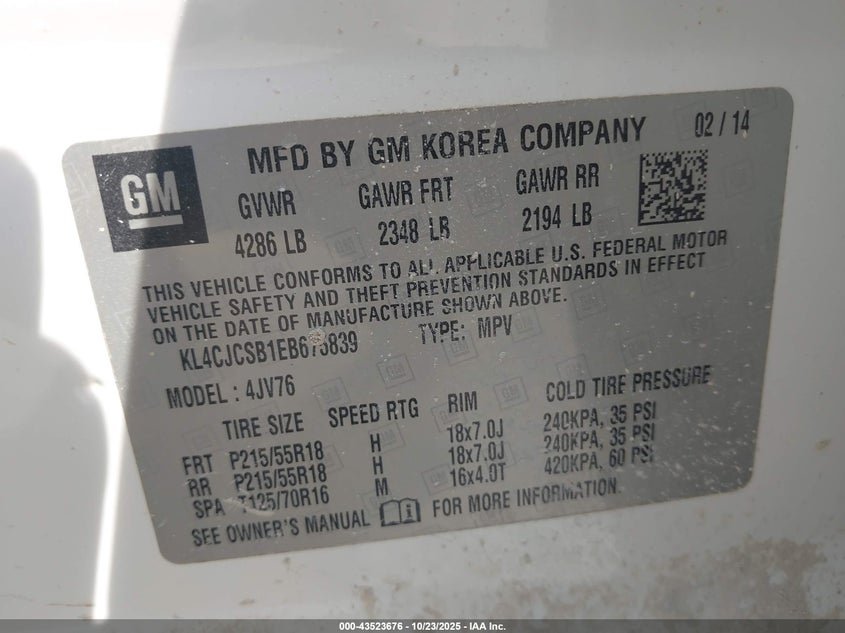 GM
MFD BY GM KOREA COMPANY 02 / 14
GVWR GAWR FRT GAWR RR
4286 LB 2348 LB 2194 LB
THIS VEHICLE CONFORMS TO ALL APPLICABLE U.S. FEDERAL MOTOR
VEHICLE SAFETY AND THEFT PREVENTION STANDARDS IN EFFECT
ON THE DATE OF MANUFACTURE SHOWN ABOVE.
TYPE: MPV
MODEL : 4JV76
TIRE SIZE SPEED RTG RIM COLD TIRE PRESSURE
FRT P215/55R18 H 18x7.0J 240KPA, 35 PSI
RR P215/55R18 H 18x7.0J 240KPA, 35 PSI
SPA T125/70R16 M 16x4.0T 420KPA, 60 PSI
SEE OWNER'S MANUAL FOR MORE INFORMATION.
000-43523676 - 10/23/2025 - IAA Inc.